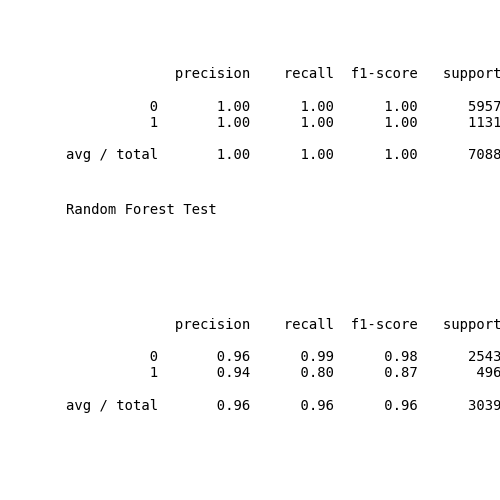 precision recall f1-score support
0 1.00 1.00 1.00 5957
1 1.00 1.00 1.00 1131
avg / total 1.00 1.00 1.00 7088
Random Forest Test
precision recall f1-score support
0 0.96 0.99 0.98 2543
1 0.94 0.80 0.87 496
avg / total 0.96 0.96 0.96 3039